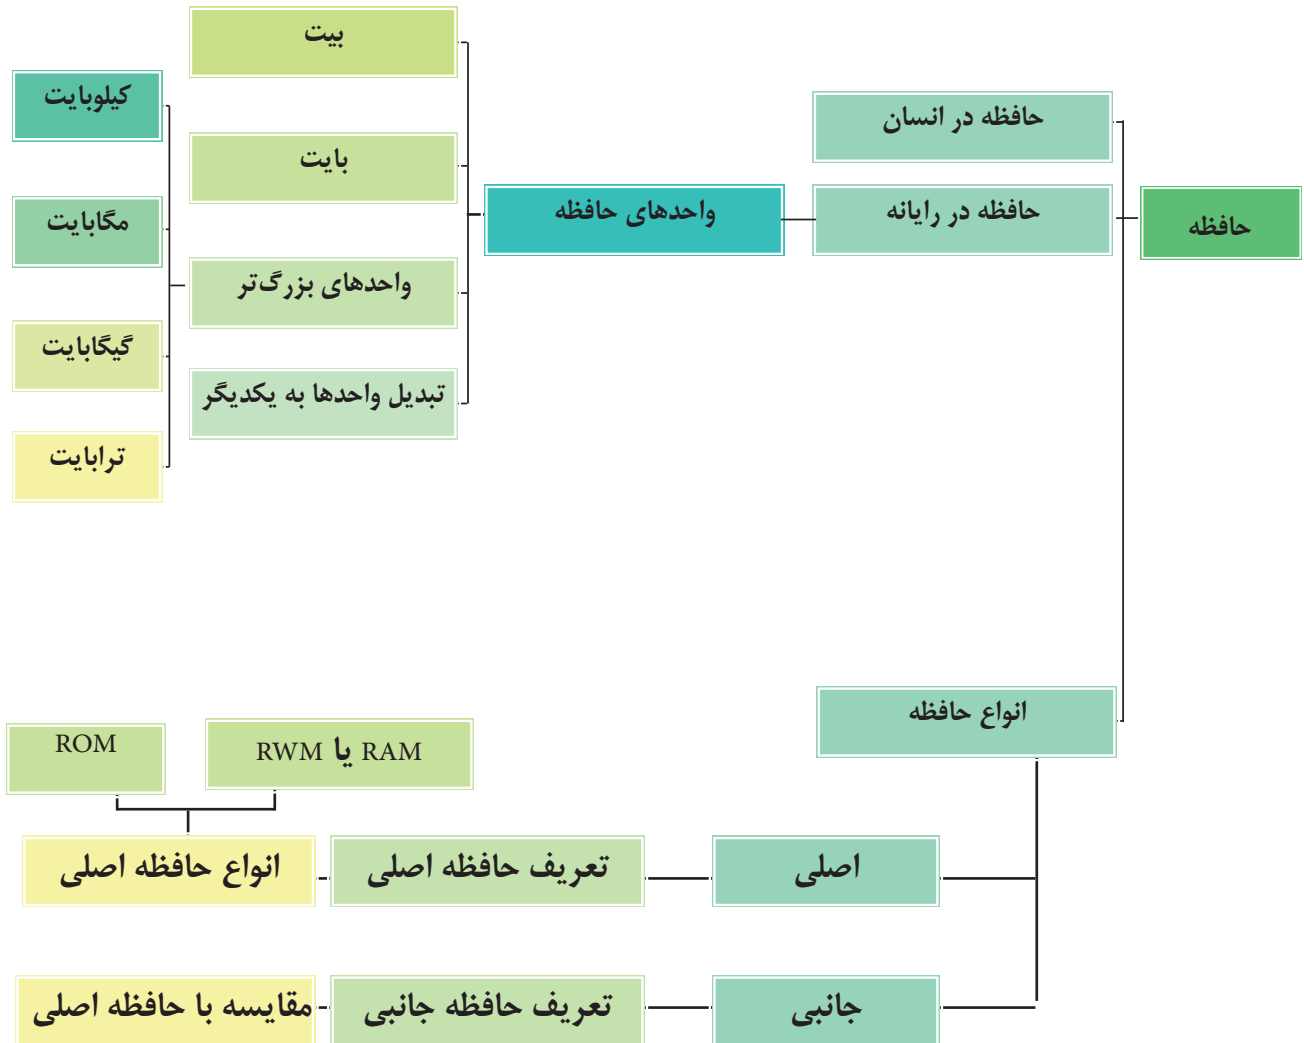 حافظه
حافظه در انسان
حافظه در رایانه
واحدهای حافظه
بیت
بایت
واحدهای بزرگ‌تر
تبدیل واحدها به یکدیگر
کیلوبایت
مگابایت
گیگابایت
ترابایت
انواع حافظه
اصلی
تعریف حافظه اصلی
انواع حافظه اصلی
RAM یا RWM
ROM
جانبی
تعریف حافظه جانبی
مقایسه با حافظه اصلی